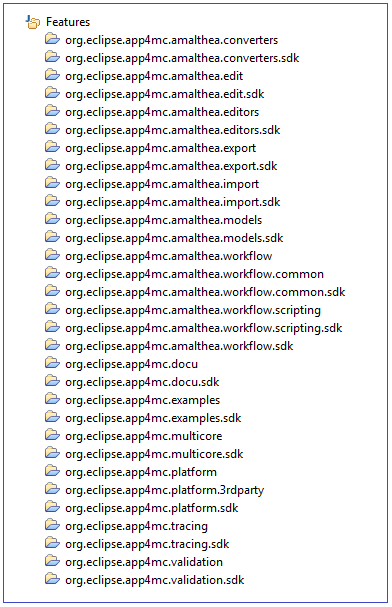 Features
org.eclipse.app4mc.amalthea.converters
org.eclipse.app4mc.amalthea.converters.sdk
org.eclipse.app4mc.amalthea.edit
org.eclipse.app4mc.amalthea.edit.sdk
org.eclipse.app4mc.amalthea.editors
org.eclipse.app4mc.amalthea.editors.sdk
org.eclipse.app4mc.amalthea.export
org.eclipse.app4mc.amalthea.export.sdk
org.eclipse.app4mc.amalthea.import
org.eclipse.app4mc.amalthea.import.sdk
org.eclipse.app4mc.amalthea.models
org.eclipse.app4mc.amalthea.models.sdk
org.eclipse.app4mc.amalthea.workflow
org.eclipse.app4mc.amalthea.workflow.common
org.eclipse.app4mc.amalthea.workflow.common.sdk
org.eclipse.app4mc.amalthea.workflow.scripting
org.eclipse.app4mc.amalthea.workflow.scripting.sdk
org.eclipse.app4mc.amalthea.workflow.sdk
org.eclipse.app4mc.docu
org.eclipse.app4mc.docu.sdk
org.eclipse.app4mc.examples
org.eclipse.app4mc.examples.sdk
org.eclipse.app4mc.multicore
org.eclipse.app4mc.multicore.sdk
org.eclipse.app4mc.platform
org.eclipse.app4mc.platform.3rdparty
org.eclipse.app4mc.platform.sdk
org.eclipse.app4mc.tracing
org.eclipse.app4mc.tracing.sdk
org.eclipse.app4mc.validation
org.eclipse.app4mc.validation.sdk